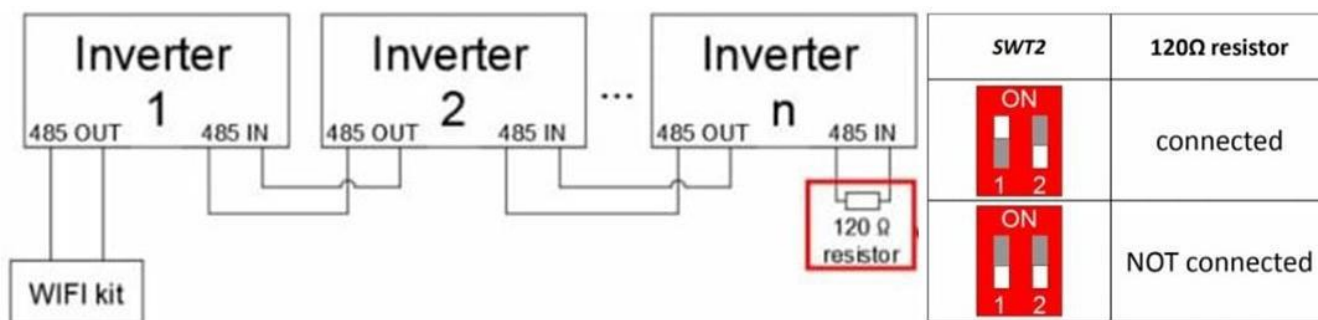 Inverter
1
485 OUT
485 IN
Inverter
2
485 OUT
485 IN
...
Inverter
n
485 OUT
485 IN
120 Ω
resistor
WIFI kit
SWT2
120Ω resistor
ON
1 2
connected
ON
1 2
NOT connected